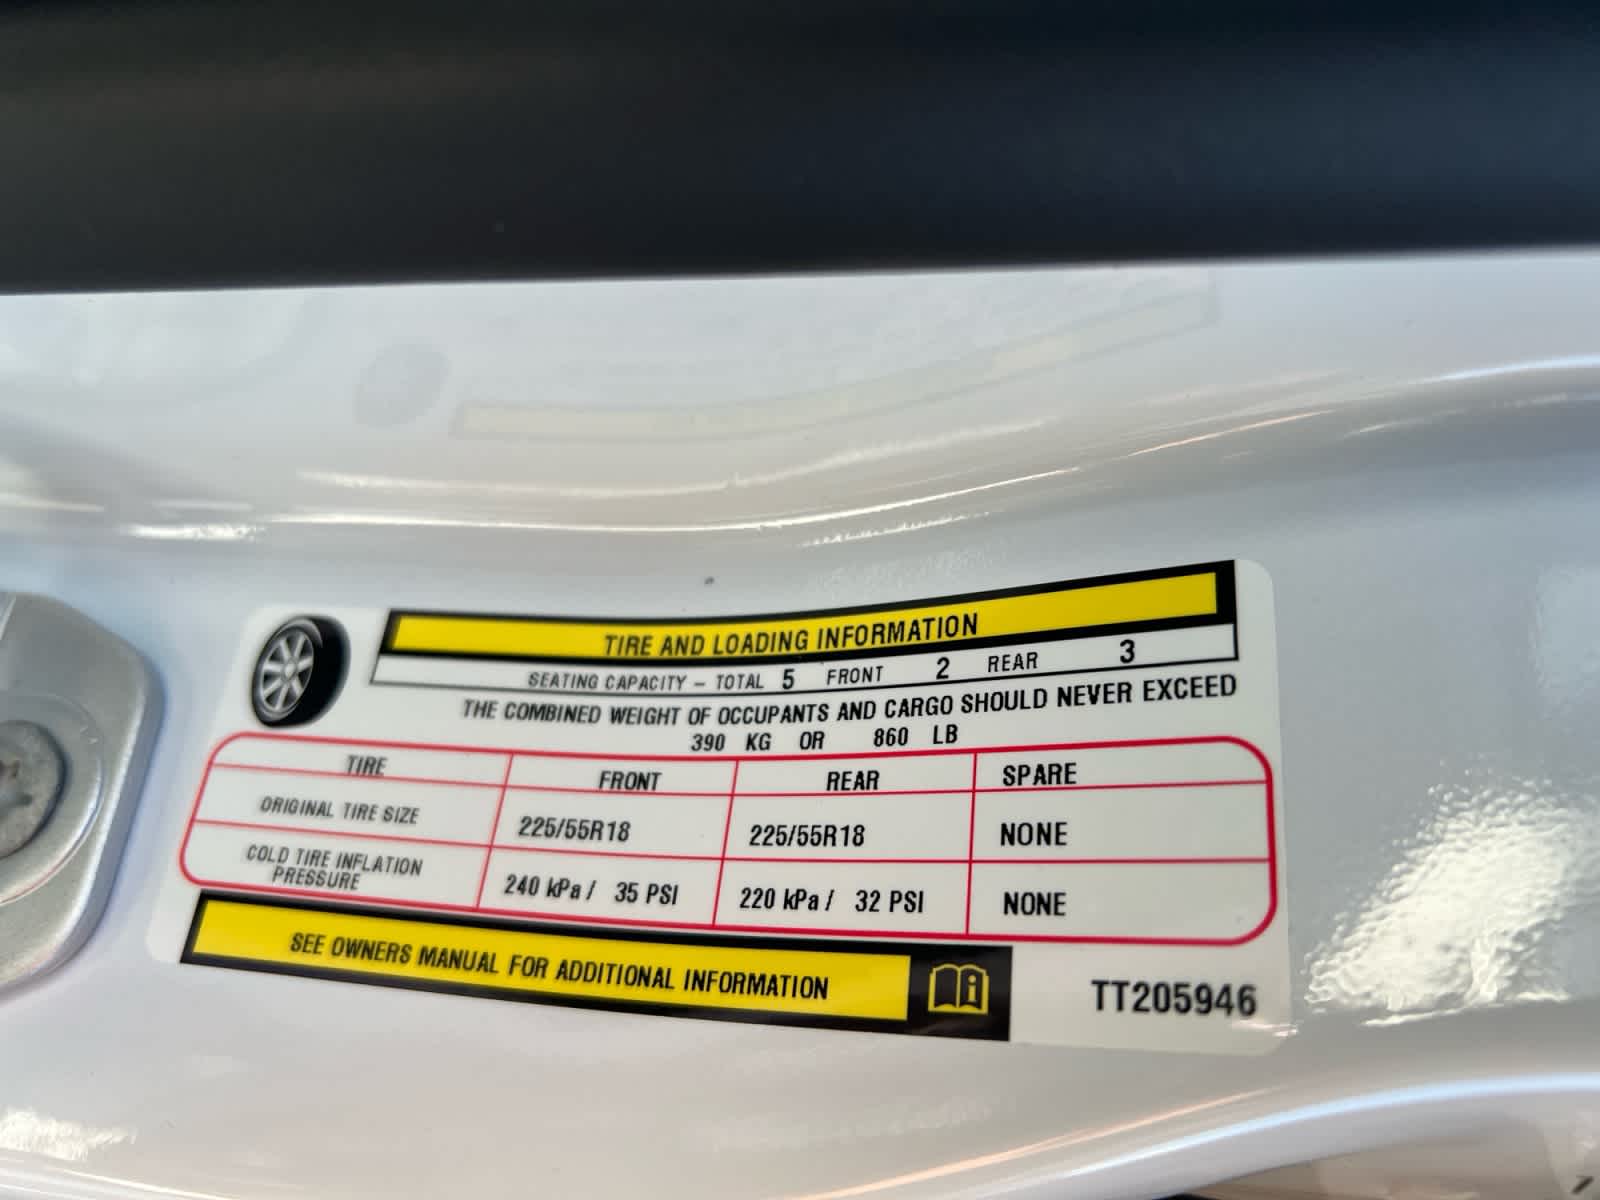 TIRE AND LOADING INFORMATION
SEATING CAPACITY – TOTAL 5 FRONT 2 REAR 3
THE COMBINED WEIGHT OF OCCUPANTS AND CARGO SHOULD NEVER EXCEED
390 KG OR 860 LB
TIRE FRONT REAR SPARE
ORIGINAL TIRE SIZE 225/55R18 225/55R18 NONE
COLD TIRE INFLATION
PRESSURE 240 kPa / 35 PSI 220 kPa / 32 PSI NONE
SEE OWNERS MANUAL FOR ADDITIONAL INFORMATION
TT205946